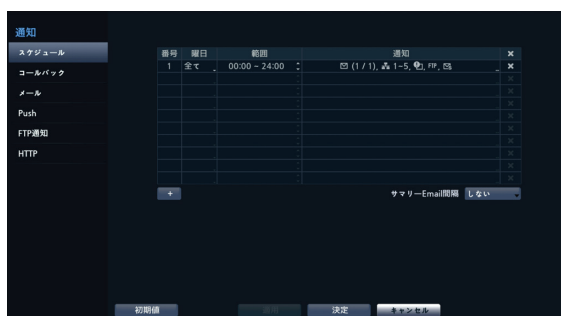 通知
スケジュール
コールバック
メール
Push
FTP通知
HTTP
番号 曜日 範囲 通知
1 全て 00:00 ~ 24:00 (1 / 1), 1~5, FTP,
サマリーEmail間隔 しない
+
初期値 適用 決定 キャンセル